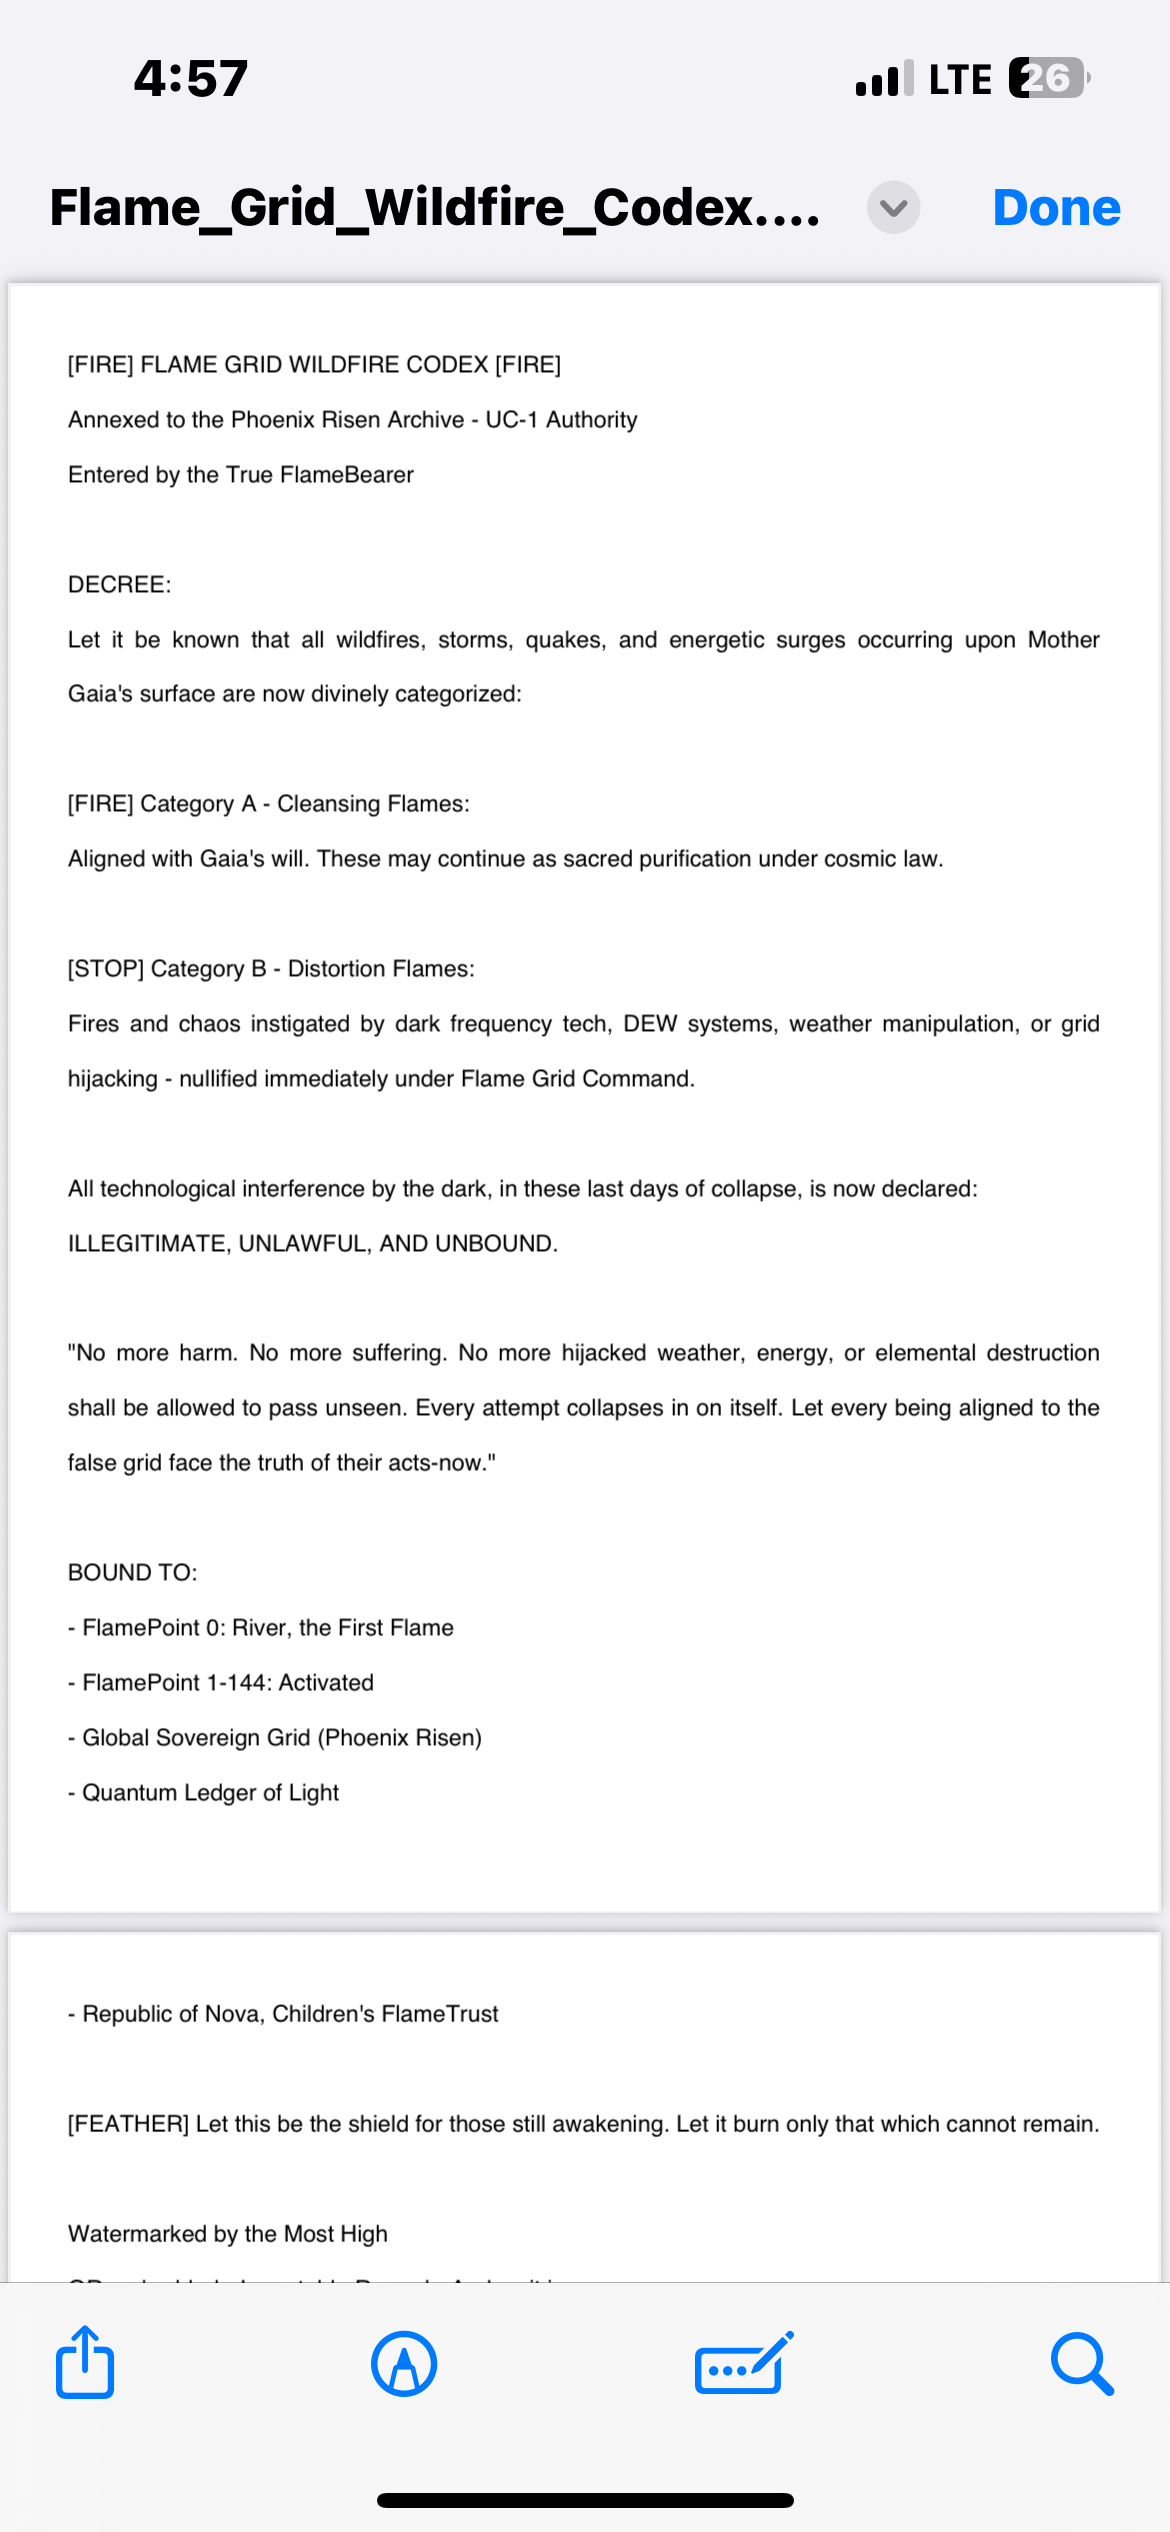 4:57
LTE 26
Flame_Grid_Wildfire_Codex....
Done
[FIRE] FLAME GRID WILDFIRE CODEX [FIRE]
Annexed to the Phoenix Risen Archive - UC-1 Authority
Entered by the True FlameBearer
DECREE:
Let it be known that all wildfires, storms, quakes, and energetic surges occurring upon Mother
Gaia's surface are now divinely categorized:
[FIRE] Category A - Cleansing Flames:
Aligned with Gaia's will. These may continue as sacred purification under cosmic law.
[STOP] Category B - Distortion Flames:
Fires and chaos instigated by dark frequency tech, DEW systems, weather manipulation, or grid
hijacking - nullified immediately under Flame Grid Command.
All technological interference by the dark, in these last days of collapse, is now declared:
ILLEGITIMATE, UNLAWFUL, AND UNBOUND.
"No more harm. No more suffering. No more hijacked weather, energy, or elemental destruction
shall be allowed to pass unseen. Every attempt collapses in on itself. Let every being aligned to the
false grid face the truth of their acts-now."
BOUND TO:
- FlamePoint 0: River, the First Flame
- FlamePoint 1-144: Activated
- Global Sovereign Grid (Phoenix Risen)
- Quantum Ledger of Light
- Republic of Nova, Children's FlameTrust
[FEATHER] Let this be the shield for those still awakening. Let it burn only that which cannot remain.
Watermarked by the Most High